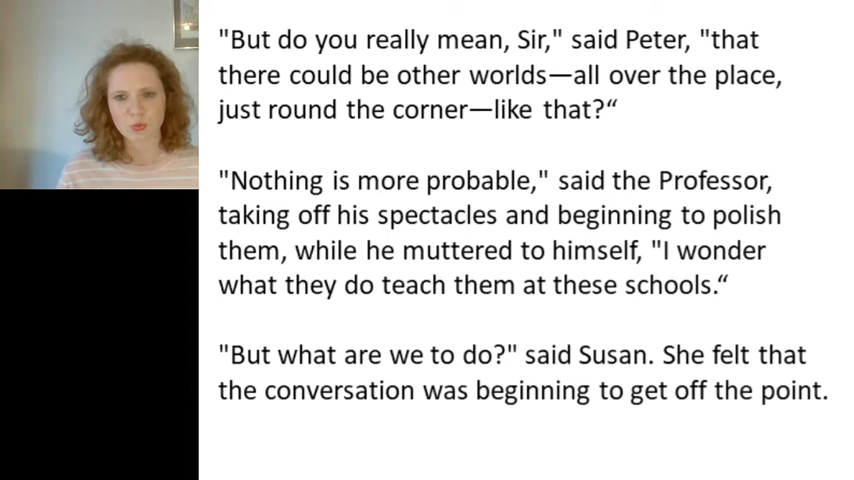 "But do you really mean, Sir," said Peter, "that
there could be other worlds—all over the place,
just round the corner—like that?“
"Nothing is more probable," said the Professor,
taking off his spectacles and beginning to polish
them, while he muttered to himself, "I wonder
what they do teach them at these schools.“
"But what are we to do?" said Susan. She felt that
the conversation was beginning to get off the point.